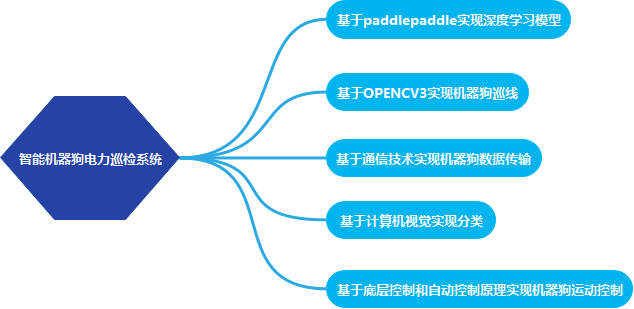 智能机器狗电力巡检系统
基于paddlepaddle实现深度学习模型
基于OPENCV3实现机器狗巡线
基于通信技术实现机器狗数据传输
基于计算机视觉实现分类
基于底层控制和自动控制原理实现机器狗运动控制